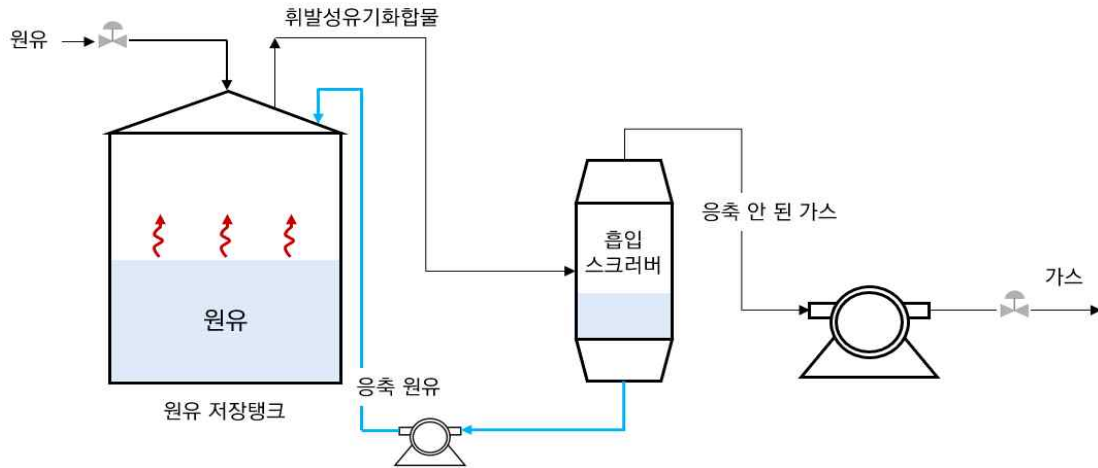 원유
휘발성유기화합물
흡입
스크러버
응축 안 된 가스
가스
원유
응축 원유
원유 저장탱크